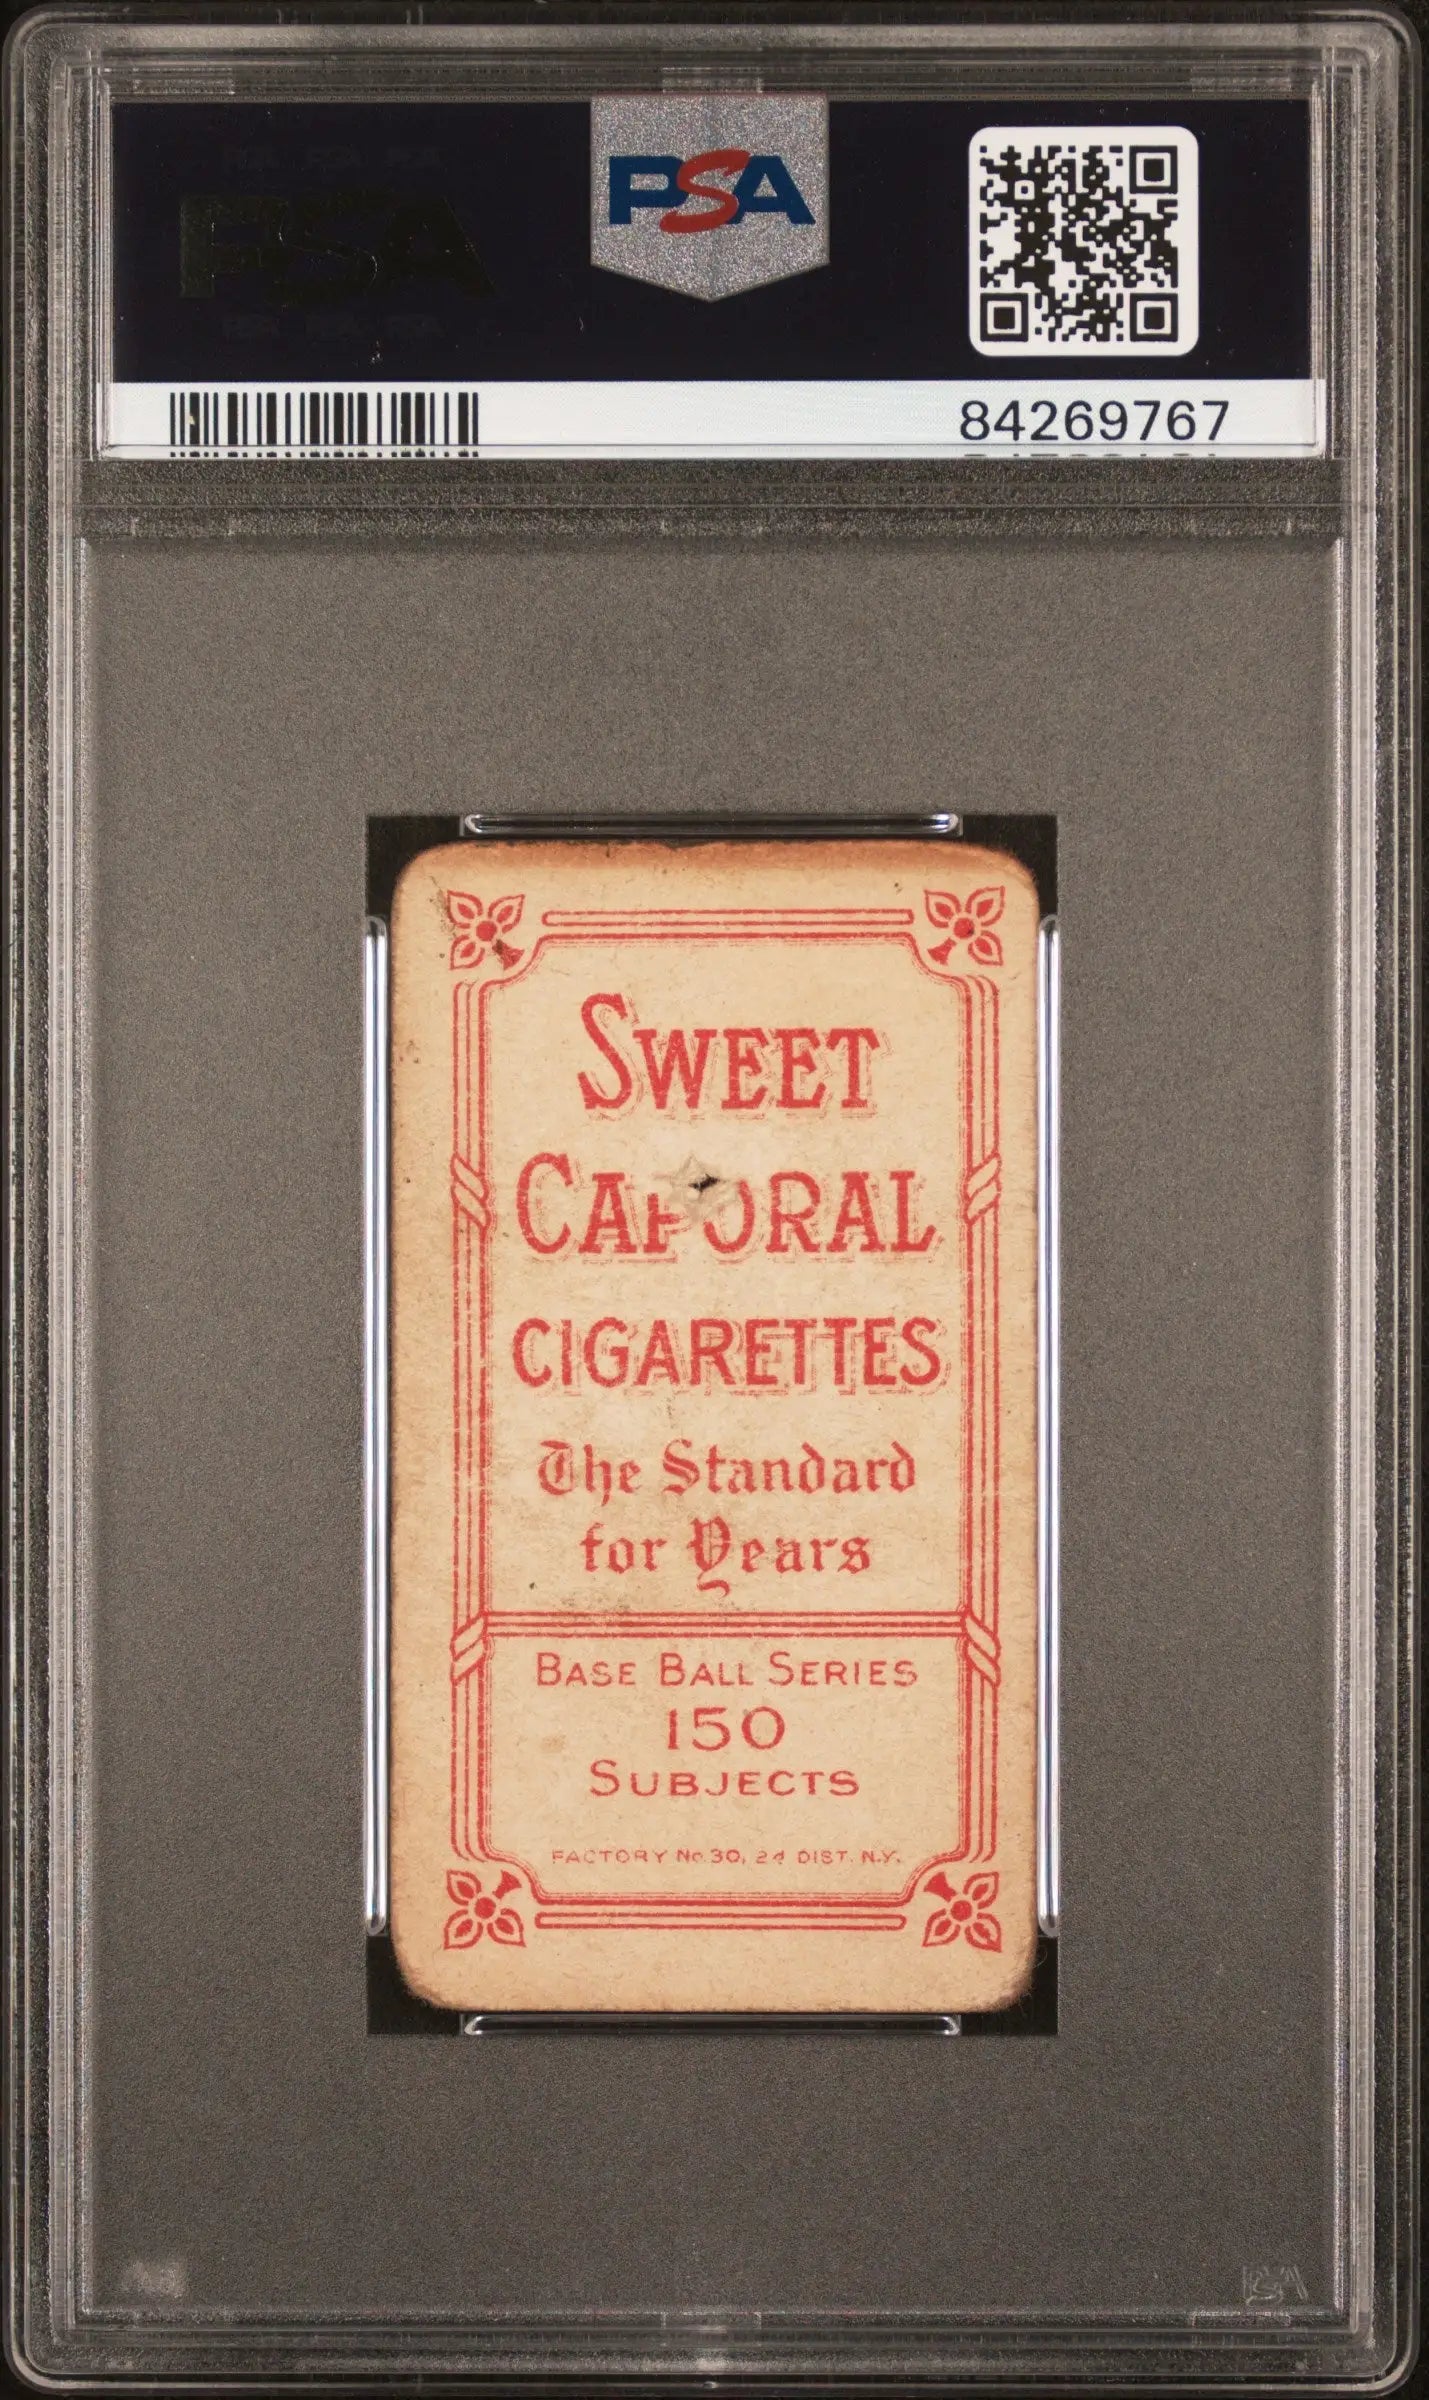 PSA
84269767
SWEET
CAPORAL
CIGARETTES
The Standard
for Years
BASE BALL SERIES
150
SUBJECTS
FACTORY No. 30, 2d DIST. N.Y.